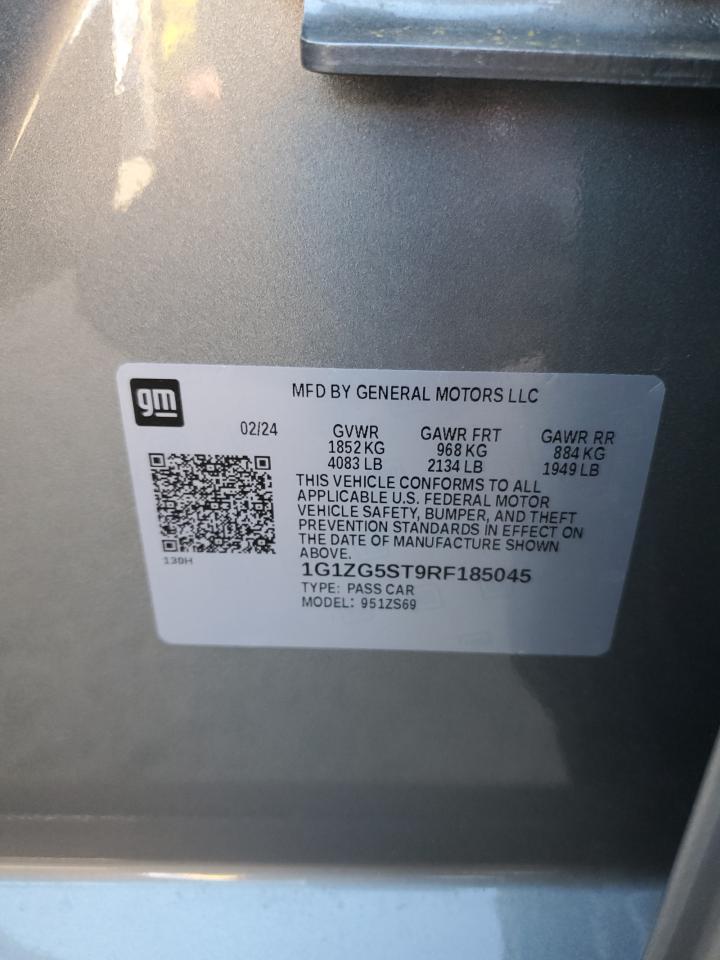 gm
MFD BY GENERAL MOTORS LLC
02/24
GVWR GAWR FRT GAWR RR
1852 KG 968 KG 884 KG
4083 LB 2134 LB 1949 LB
THIS VEHICLE CONFORMS TO ALL
APPLICABLE U.S. FEDERAL MOTOR
VEHICLE SAFETY, BUMPER, AND THEFT
PREVENTION STANDARDS IN EFFECT ON
THE DATE OF MANUFACTURE SHOWN
ABOVE.
130H
1G1ZG5ST9RF185045
TYPE: PASS CAR
MODEL: 951ZS69